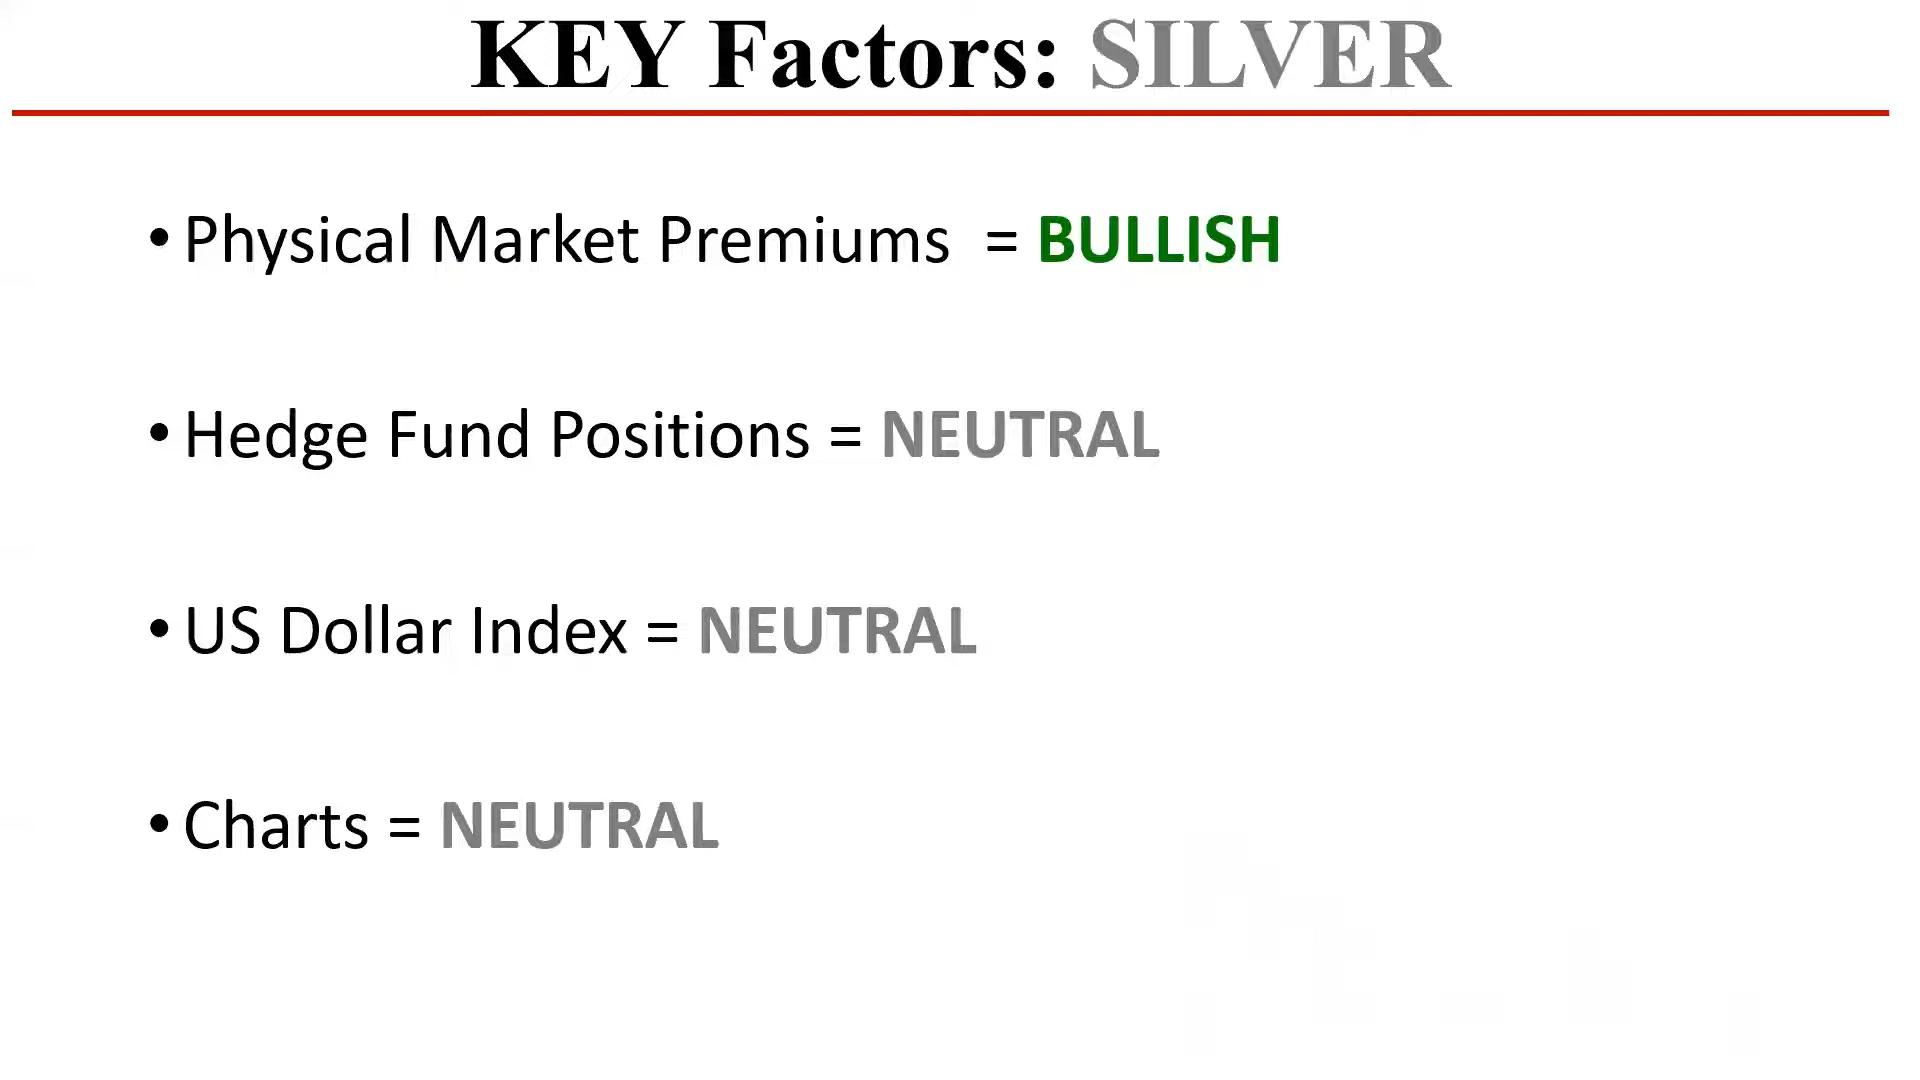 KEY Factors: SILVER
• Physical Market Premiums  = BULLISH
• Hedge Fund Positions = NEUTRAL
• US Dollar Index = NEUTRAL
• Charts = NEUTRAL